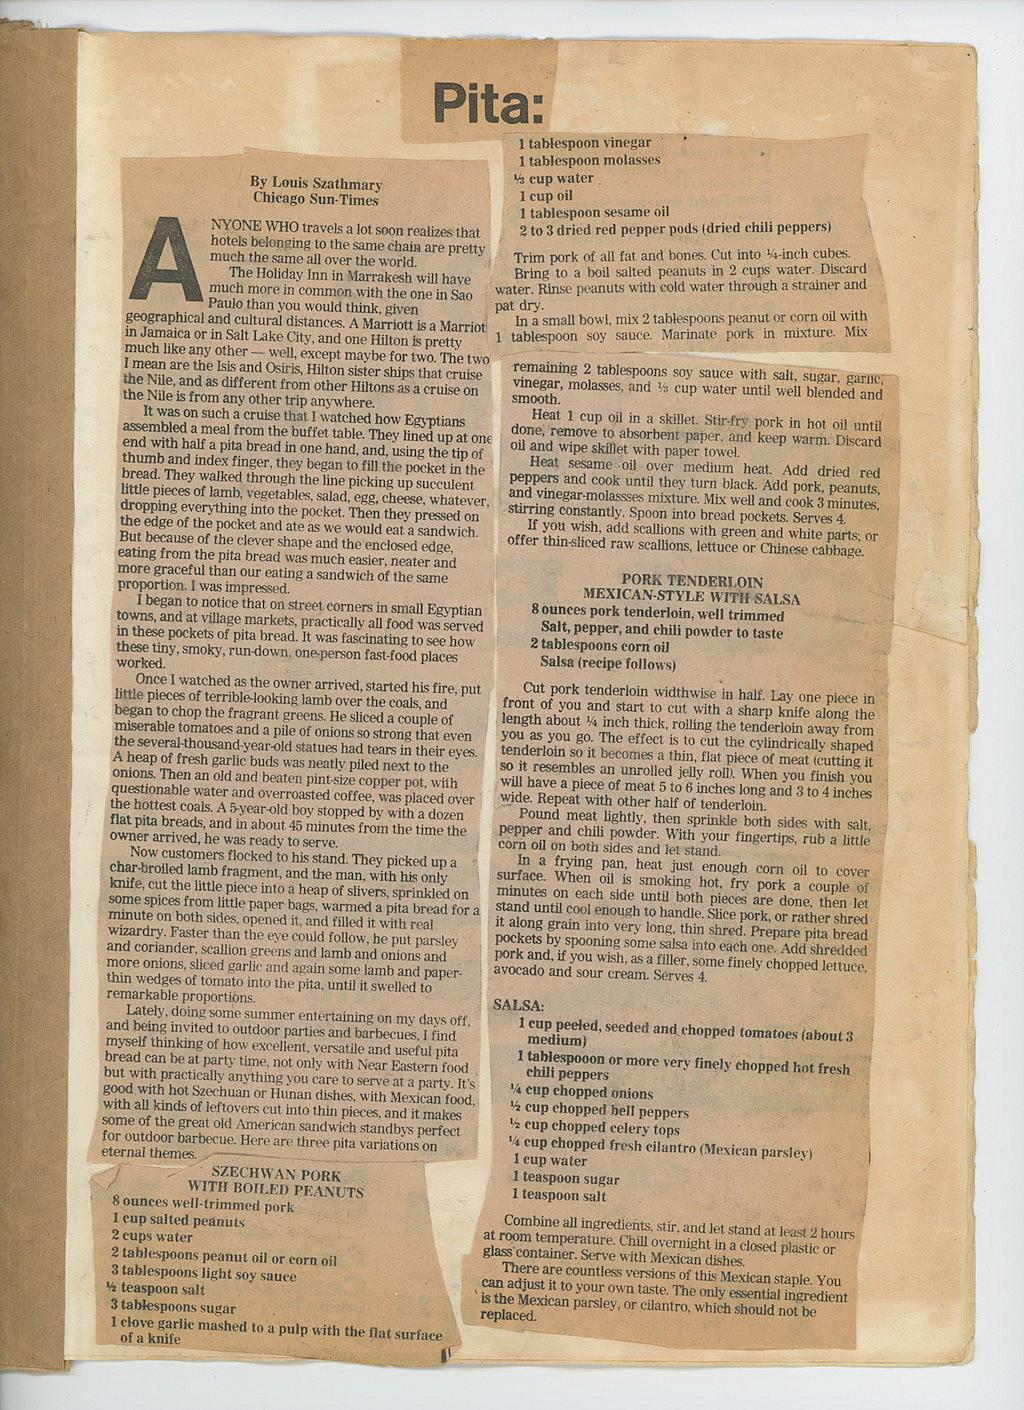 Pita:
By Louis Szathmary
Chicago Sun-Times
ANYONE WHO travels a lot soon realizes that
hotels belonging to the same chain are pretty
much the same all over the world.
The Holiday Inn in Marrakesh will have
much more in common with the one in Sao
Paulo than you would think, given
geographical and cultural distances. A Marriott is a Marriot
in Jamaica or in Salt Lake City, and one Hilton is pretty
much like any other — well, except maybe for two. The two
I mean are the Isis and Osiris, Hilton sister ships that cruise
the Nile, and as different from other Hiltons as a cruise on
the Nile is from any other trip anywhere.
It was on such a cruise that I watched how Egyptians
assembled a meal from the buffet table. They lined up at one
end with half a pita bread in one hand, and, using the tip of
thumb and index finger, they began to fill the pocket in the
bread. They walked through the line picking up succulent
little pieces of lamb, vegetables, salad, egg, cheese, whatever,
dropping everything into the pocket. Then they pressed on
the edge of the pocket and ate as we would eat a sandwich.
But because of the clever shape and the enclosed edge,
eating from the pita bread was much easier, neater and
more graceful than our eating a sandwich of the same
proportion. I was impressed.
I began to notice that on street corners in small Egyptian
towns, and at village markets, practically all food was served
in these pockets of pita bread. It was fascinating to see how
these tiny, smoky, run-down, one-person fast-food places
worked.
Once I watched as the owner arrived, started his fire, put
little pieces of terrible-looking lamb over the coals, and
began to chop the fragrant greens. He sliced a couple of
miserable tomatoes and a pile of onions so strong that even
the several-thousand-year-old statues had tears in their eyes.
A heap of fresh garlic buds was neatly piled next to the
onions. Then an old and beaten pint-size copper pot, with
questionable water and overroasted coffee, was placed over
the hottest coals. A 5-year-old boy stopped by with a dozen
flat pita breads, and in about 45 minutes from the time the
owner arrived, he was ready to serve.
Now customers flocked to his stand. They picked up a
char-broiled lamb fragment, and the man, with his only
knife, cut the little piece into a heap of slivers, sprinkled on
some spices from little paper bags, warmed a pita bread for a
minute on both sides, opened it, and filled it with real
wizardry. Faster than the eye could follow, he put parsley
and coriander, scallion greens and lamb and onions and
more onions, sliced garlic and again some lamb and paper-
thin wedges of tomato into the pita, until it swelled to
remarkable proportions.
Lately, doing some summer entertaining on my days off,
and being invited to outdoor parties and barbecues, I find
myself thinking of how excellent, versatile and useful pita
bread can be at party time, not only with Near Eastern food
but with practically anything you care to serve at a party. It's
good with hot Szechuan or Hunan dishes, with Mexican food,
with all kinds of leftovers cut into thin pieces, and it makes
some of the great old American sandwich standbys perfect
for outdoor barbecue. Here are three pita variations on
eternal themes.
SZECHWAN PORK
WITH BOILED PEANUTS
8 ounces well-trimmed pork
1 cup salted peanuts
2 cups water
2 tablespoons peanut oil or corn oil
3 tablespoons light soy sauce
½ teaspoon salt
3 tablespoons sugar
1 clove garlic mashed to a pulp with the flat surface
of a knife
1 tablespoon vinegar
1 tablespoon molasses
⅓ cup water
1 cup oil
1 tablespoon sesame oil
2 to 3 dried red pepper pods (dried chili peppers)
Trim pork of all fat and bones. Cut into ¼-inch cubes.
Bring to a boil salted peanuts in 2 cups water. Discard
water. Rinse peanuts with cold water through a strainer and
pat dry.
In a small bowl, mix 2 tablespoons peanut or corn oil with
1 tablespoon soy sauce. Marinate pork in mixture. Mix
remaining 2 tablespoons soy sauce with salt, sugar, garlic,
vinegar, molasses, and ⅓ cup water until well blended and
smooth.
Heat 1 cup oil in a skillet. Stir-fry pork in hot oil until
done, remove to absorbent paper, and keep warm. Discard
oil and wipe skillet with paper towel.
Heat sesame oil over medium heat. Add dried red
peppers and cook until they turn black. Add pork, peanuts,
and vinegar-molassses mixture. Mix well and cook 3 minutes,
stirring constantly. Spoon into bread pockets. Serves 4.
If you wish, add scallions with green and white parts; or
offer thin-sliced raw scallions, lettuce or Chinese cabbage.
PORK TENDERLOIN
MEXICAN-STYLE WITH SALSA
8 ounces pork tenderloin, well trimmed
Salt, pepper, and chili powder to taste
2 tablespoons corn oil
Salsa (recipe follows)
Cut pork tenderloin widthwise in half. Lay one piece in
front of you and start to cut with a sharp knife along the
length about ¼ inch thick, rolling the tenderloin away from
you as you go. The effect is to cut the cylindrically shaped
tenderloin so it becomes a thin, flat piece of meat (cutting it
so it resembles an unrolled jelly roll). When you finish you
will have a piece of meat 5 to 6 inches long and 3 to 4 inches
wide. Repeat with other half of tenderloin.
Pound meat lightly, then sprinkle both sides with salt,
pepper and chili powder. With your fingertips, rub a little
corn oil on both sides and let stand.
In a frying pan, heat just enough corn oil to cover
surface. When oil is smoking hot, fry pork a couple of
minutes on each side until both pieces are done, then let
stand until cool enough to handle. Slice pork, or rather shred
it along grain into very long, thin shred. Prepare pita bread
pockets by spooning some salsa into each one. Add shredded
pork and, if you wish, as a filler, some finely chopped lettuce,
avocado and sour cream. Serves 4.
SALSA:
1 cup peeled, seeded and chopped tomatoes (about 3
medium)
1 tablespooon or more very finely chopped hot fresh
chili peppers
¼ cup chopped onions
½ cup chopped bell peppers
½ cup chopped celery tops
¼ cup chopped fresh cilantro (Mexican parsley)
1 cup water
1 teaspoon sugar
1 teaspoon salt
Combine all ingredients, stir, and let stand at least 2 hours
at room temperature. Chill overnight in a closed plastic or
glass container. Serve with Mexican dishes.
There are countless versions of this Mexican staple. You
can adjust it to your own taste. The only essential ingredient
is the Mexican parsley, or cilantro, which should not be
replaced.